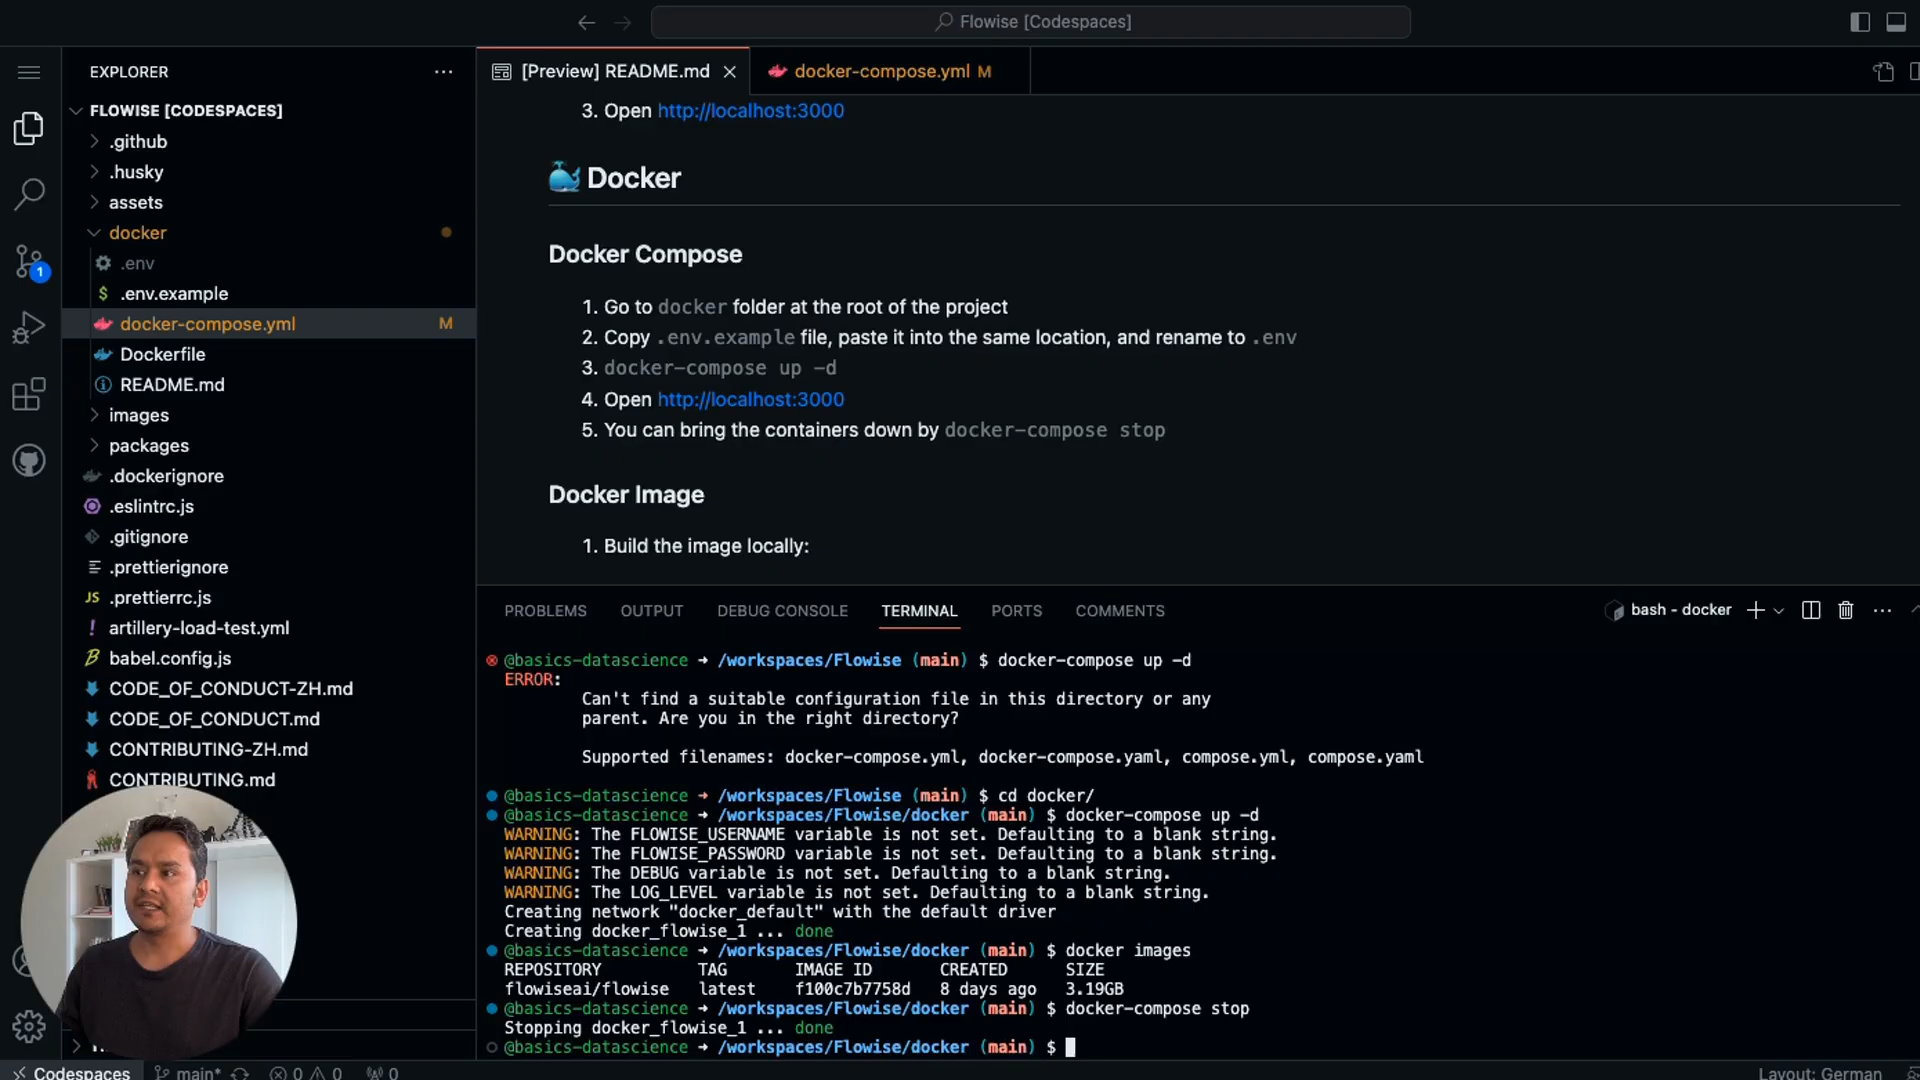 Flowise [Codespaces]
EXPLORER
[Preview] README.md
docker-compose.yml M
FLOWISE [CODESPACES]
.github
.husky
assets
docker
.env
$ .env.example
docker-compose.yml M
Dockerfile
README.md
images
packages
.dockerignore
.eslintrc.js
.gitignore
.prettierignore
JS .prettierrc.js
! artillery-load-test.yml
babel.config.js
CODE_OF_CONDUCT-ZH.md
CODE_OF_CONDUCT.md
CONTRIBUTING-ZH.md
CONTRIBUTING.md
1
3. Open http://localhost:3000
Docker
Docker Compose
1. Go to docker folder at the root of the project
2. Copy .env.example file, paste it into the same location, and rename to .env
3. docker-compose up -d
4. Open http://localhost:3000
5. You can bring the containers down by docker-compose stop
Docker Image
1. Build the image locally:
PROBLEMS OUTPUT DEBUG CONSOLE TERMINAL PORTS COMMENTS
bash - docker
@basics-datascience → /workspaces/Flowise (main) $ docker-compose up -d
ERROR:
Can't find a suitable configuration file in this directory or any
parent. Are you in the right directory?
Supported filenames: docker-compose.yml, docker-compose.yaml, compose.yml, compose.yaml
@basics-datascience → /workspaces/Flowise (main) $ cd docker/
@basics-datascience → /workspaces/Flowise/docker (main) $ docker-compose up -d
WARNING: The FLOWISE_USERNAME variable is not set. Defaulting to a blank string.
WARNING: The FLOWISE_PASSWORD variable is not set. Defaulting to a blank string.
WARNING: The DEBUG variable is not set. Defaulting to a blank string.
WARNING: The LOG_LEVEL variable is not set. Defaulting to a blank string.
Creating network "docker_default" with the default driver
Creating docker_flowise_1 ... done
@basics-datascience → /workspaces/Flowise/docker (main) $ docker images
REPOSITORY TAG IMAGE ID CREATED SIZE
flowiseai/flowise latest f100c7b7758d 8 days ago 3.19GB
@basics-datascience → /workspaces/Flowise/docker (main) $ docker-compose stop
Stopping docker_flowise_1 ... done
@basics-datascience → /workspaces/Flowise/docker (main) $
Codespaces main* 0 0 0 Layout: German